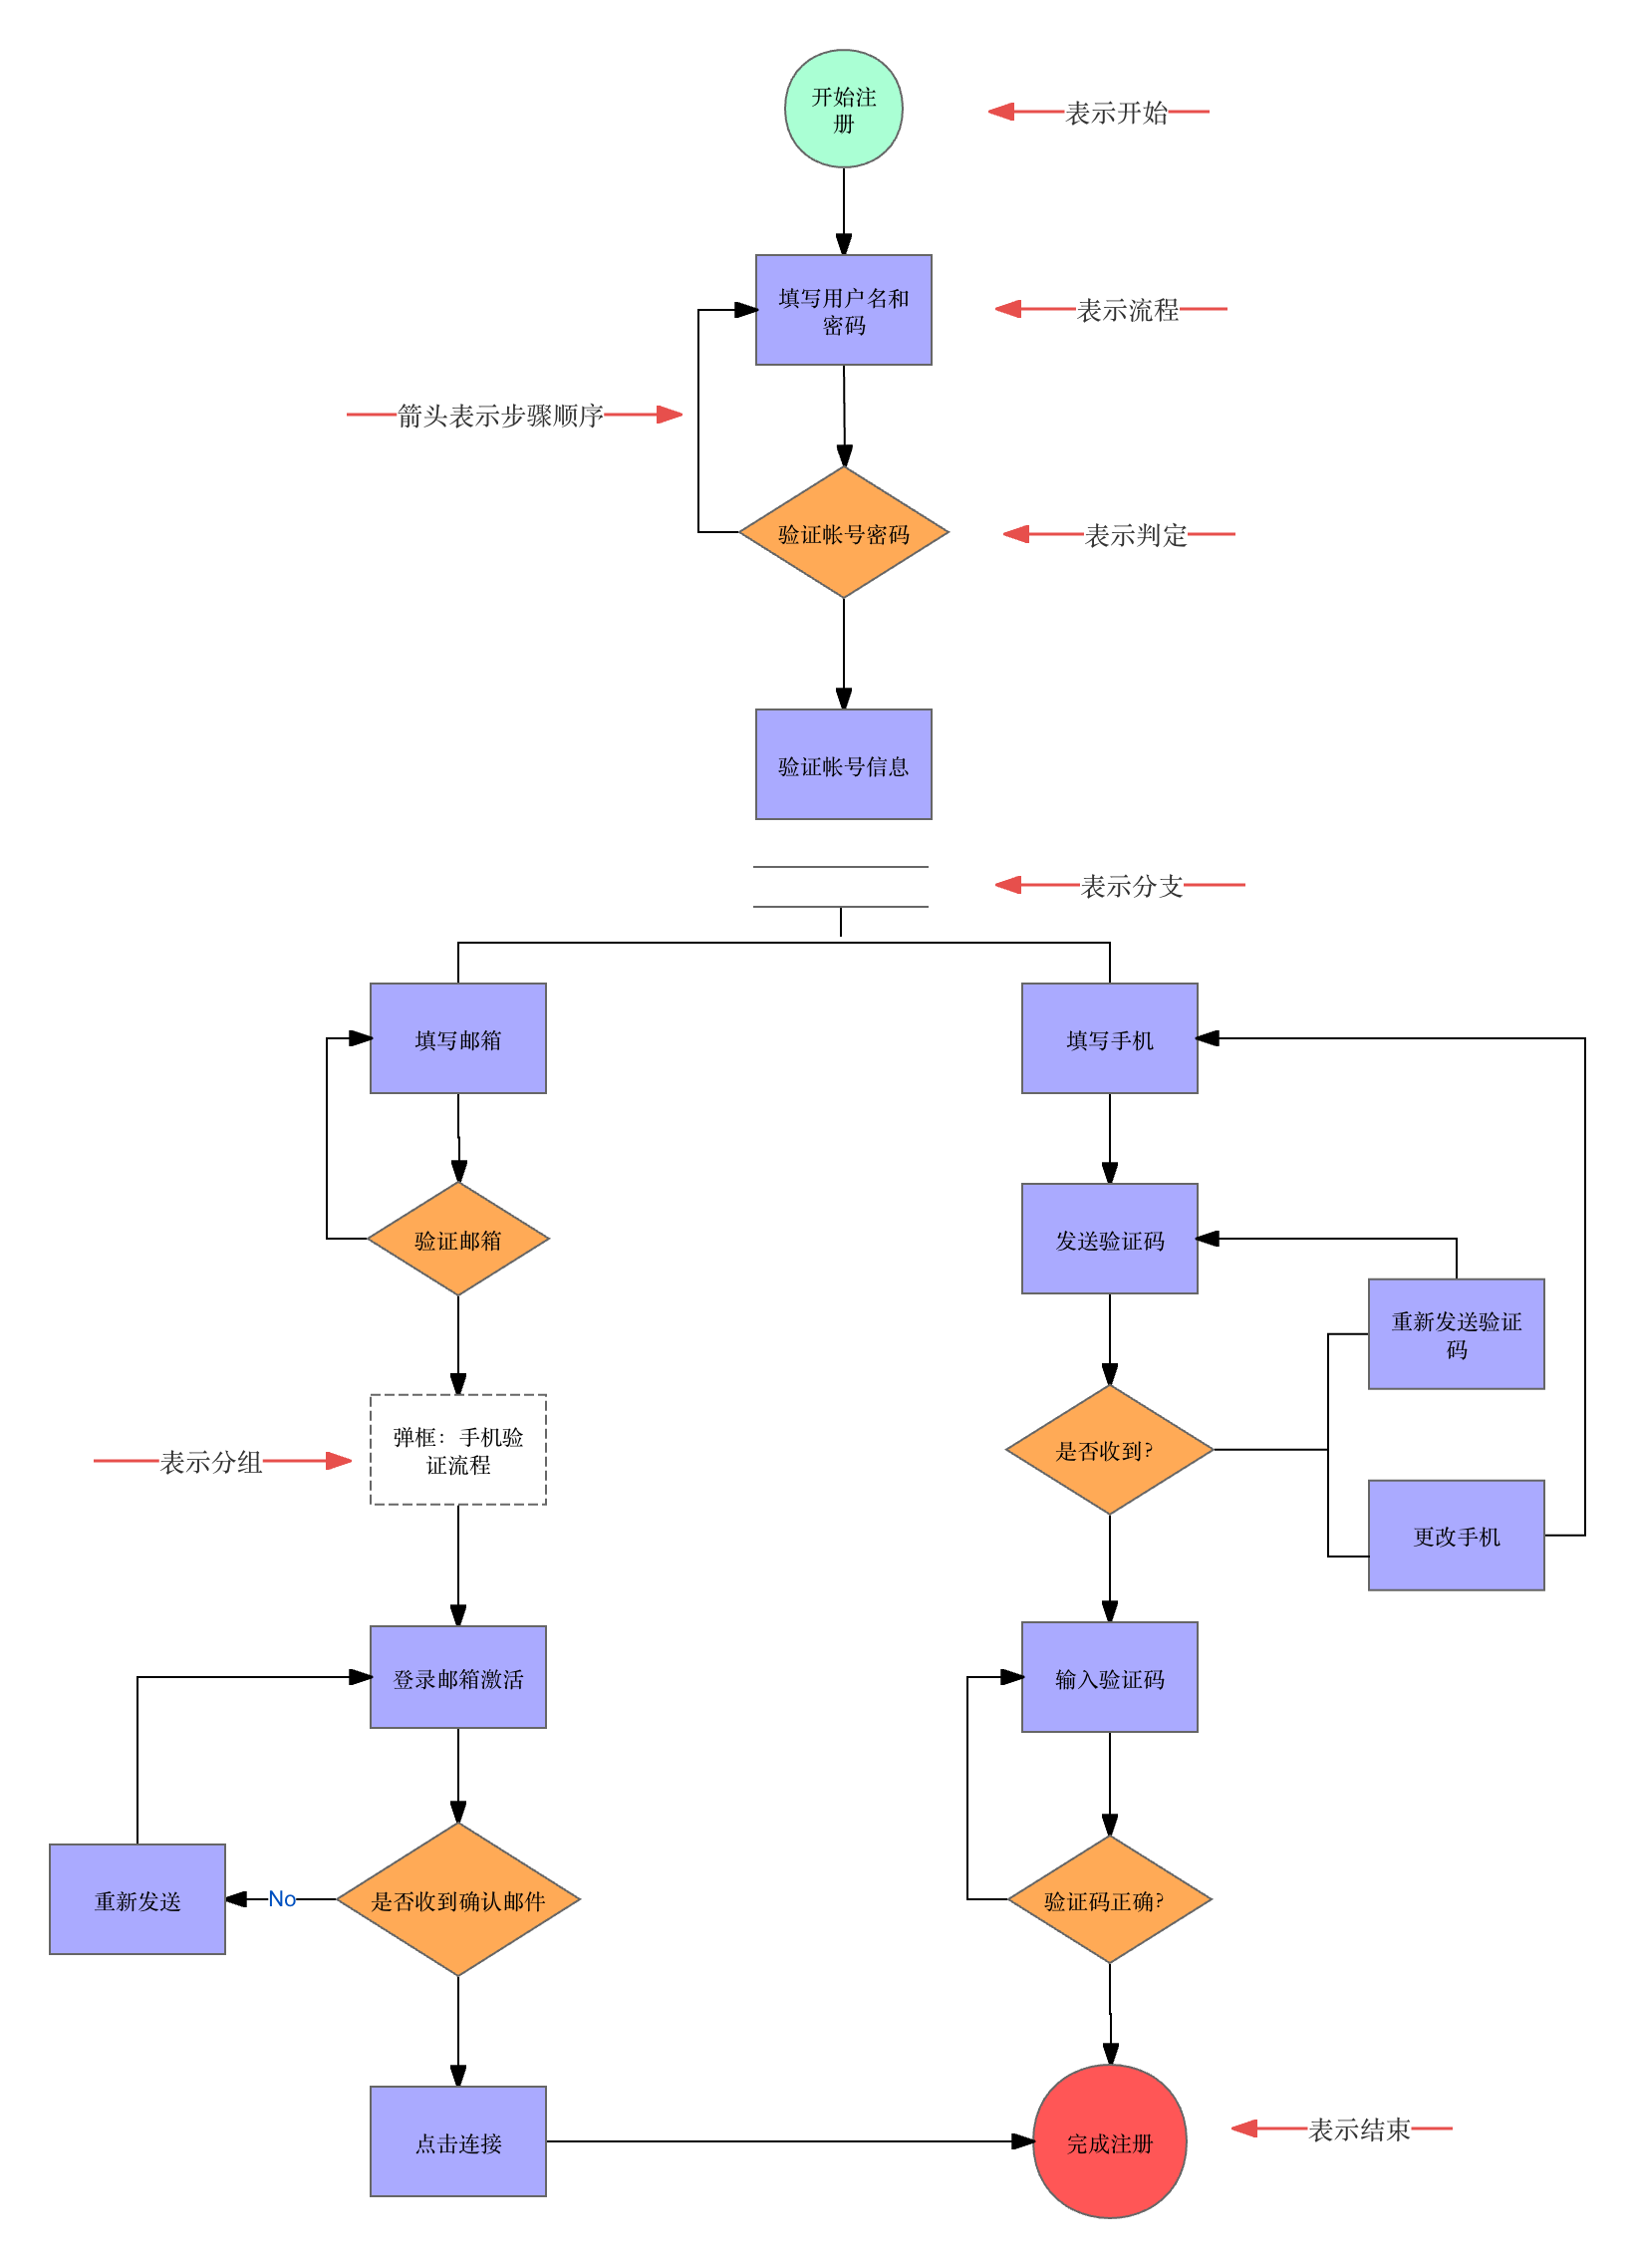 开始注
册
表示开始
填写用户名和
密码
表示流程
箭头表示步骤顺序
验证帐号密码
表示判定
验证帐号信息
表示分支
填写邮箱
填写手机
验证邮箱
发送验证码
重新发送验证
码
弹框：手机验
证流程
表示分组
是否收到?
更改手机
登录邮箱激活
输入验证码
重新发送
No
是否收到确认邮件
验证码正确?
点击连接
完成注册
表示结束